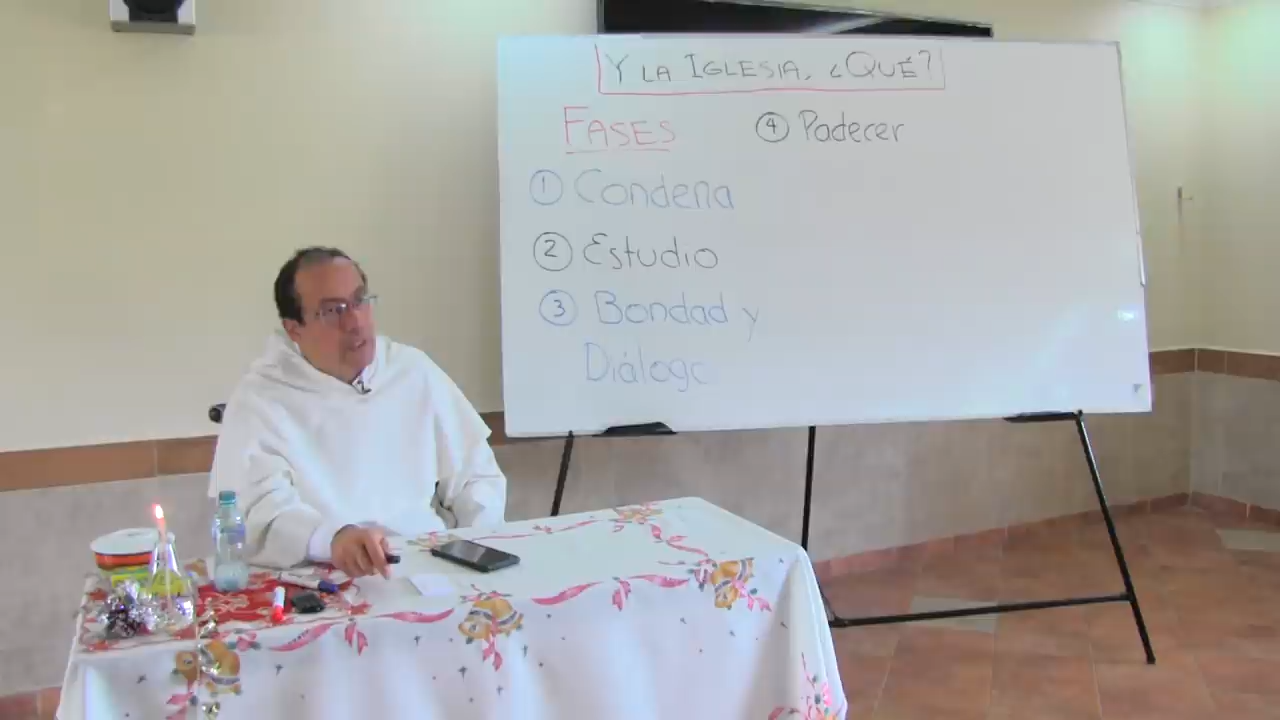 Y LA IGLESIA, ¿QUÉ?
FASES
① Condena
② Estudio
③ Bondad y
Diálogo
④ Padecer